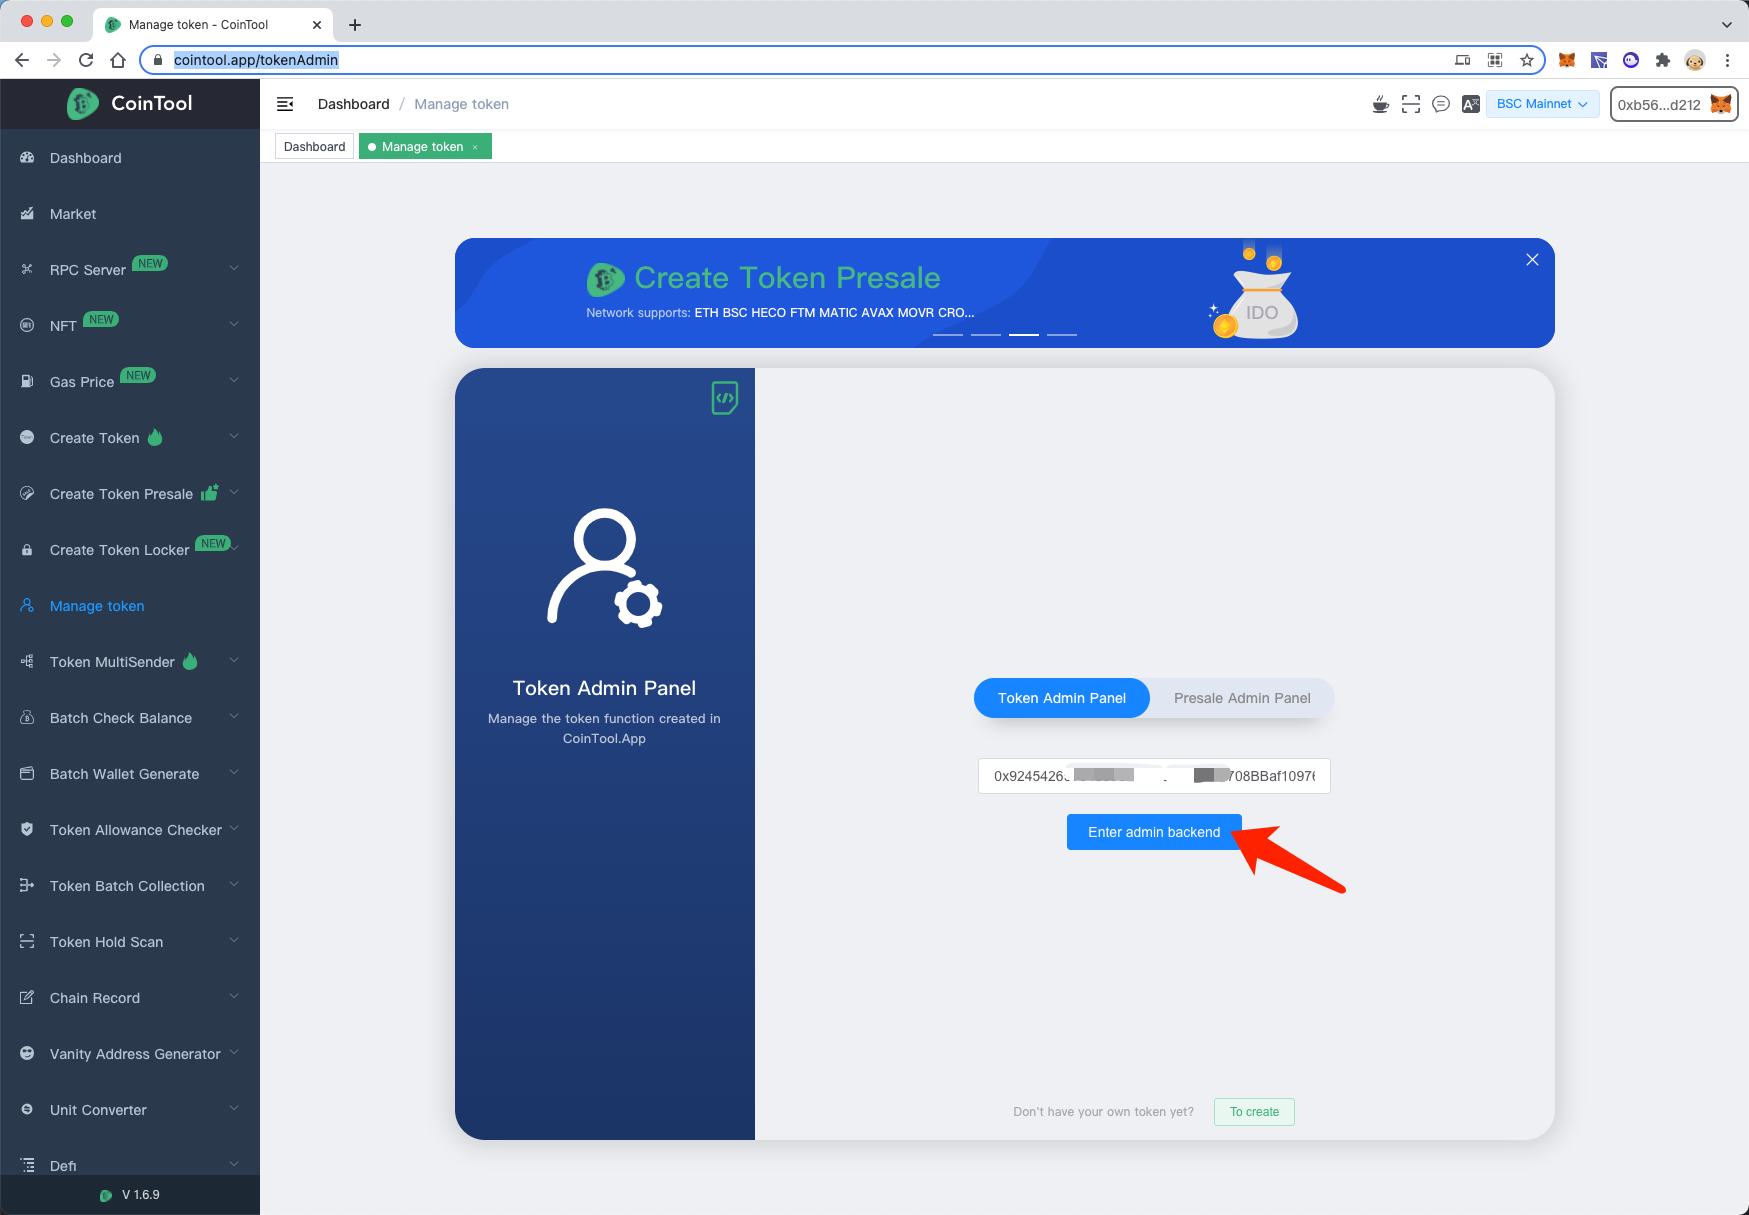 Manage token - CoinTool
cointool.app/tokenAdmin
CoinTool
Dashboard / Manage token
BSC Mainnet
0xb56...d212
Dashboard
Manage token ×
Dashboard
Market
RPC Server NEW
NFT NEW
Gas Price NEW
Create Token
Create Token Presale
Create Token Locker NEW
Manage token
Token MultiSender
Batch Check Balance
Batch Wallet Generate
Token Allowance Checker
Token Batch Collection
Token Hold Scan
Chain Record
Vanity Address Generator
Unit Converter
Defi
V 1.6.9
Create Token Presale
Network supports: ETH BSC HECO FTM MATIC AVAX MOVR CRO...
IDO
Token Admin Panel
Manage the token function created in
CoinTool.App
Token Admin Panel
Presale Admin Panel
0x9245426 708BBaf1097
Enter admin backend
Don't have your own token yet?
To create